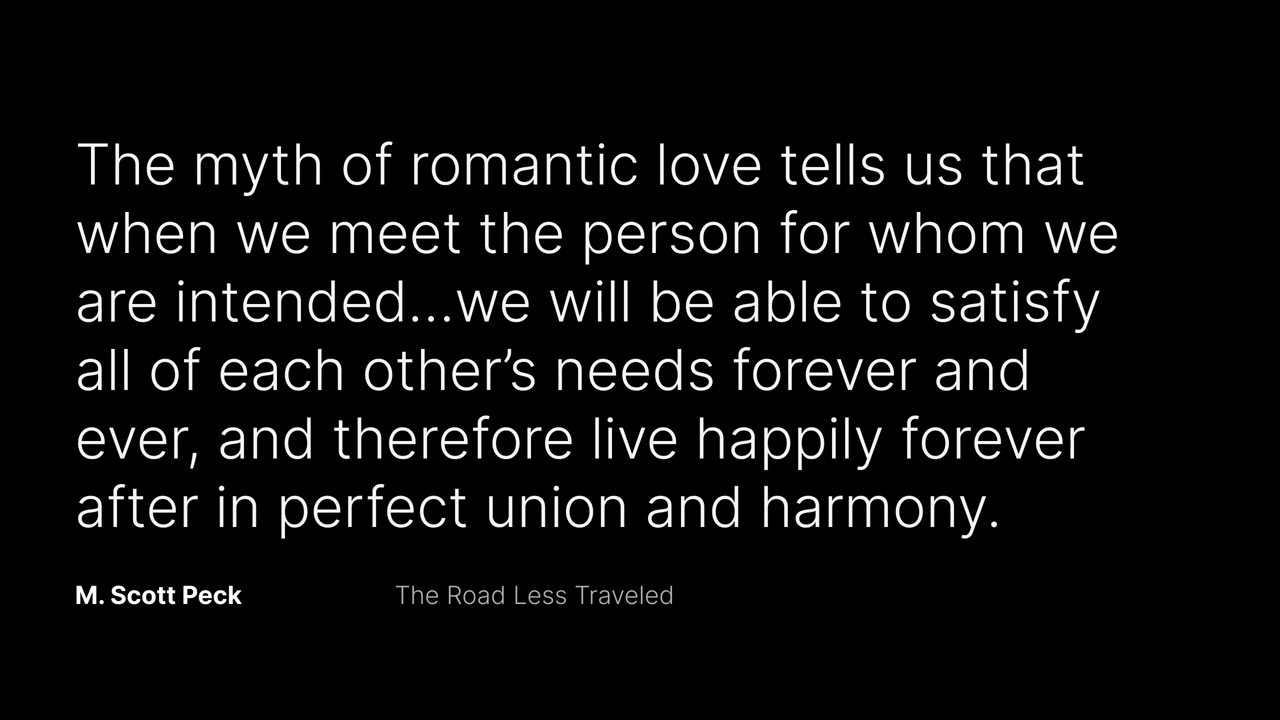 The myth of romantic love tells us that
when we meet the person for whom we
are intended...we will be able to satisfy
all of each other’s needs forever and
ever, and therefore live happily forever
after in perfect union and harmony.
M. Scott Peck The Road Less Traveled